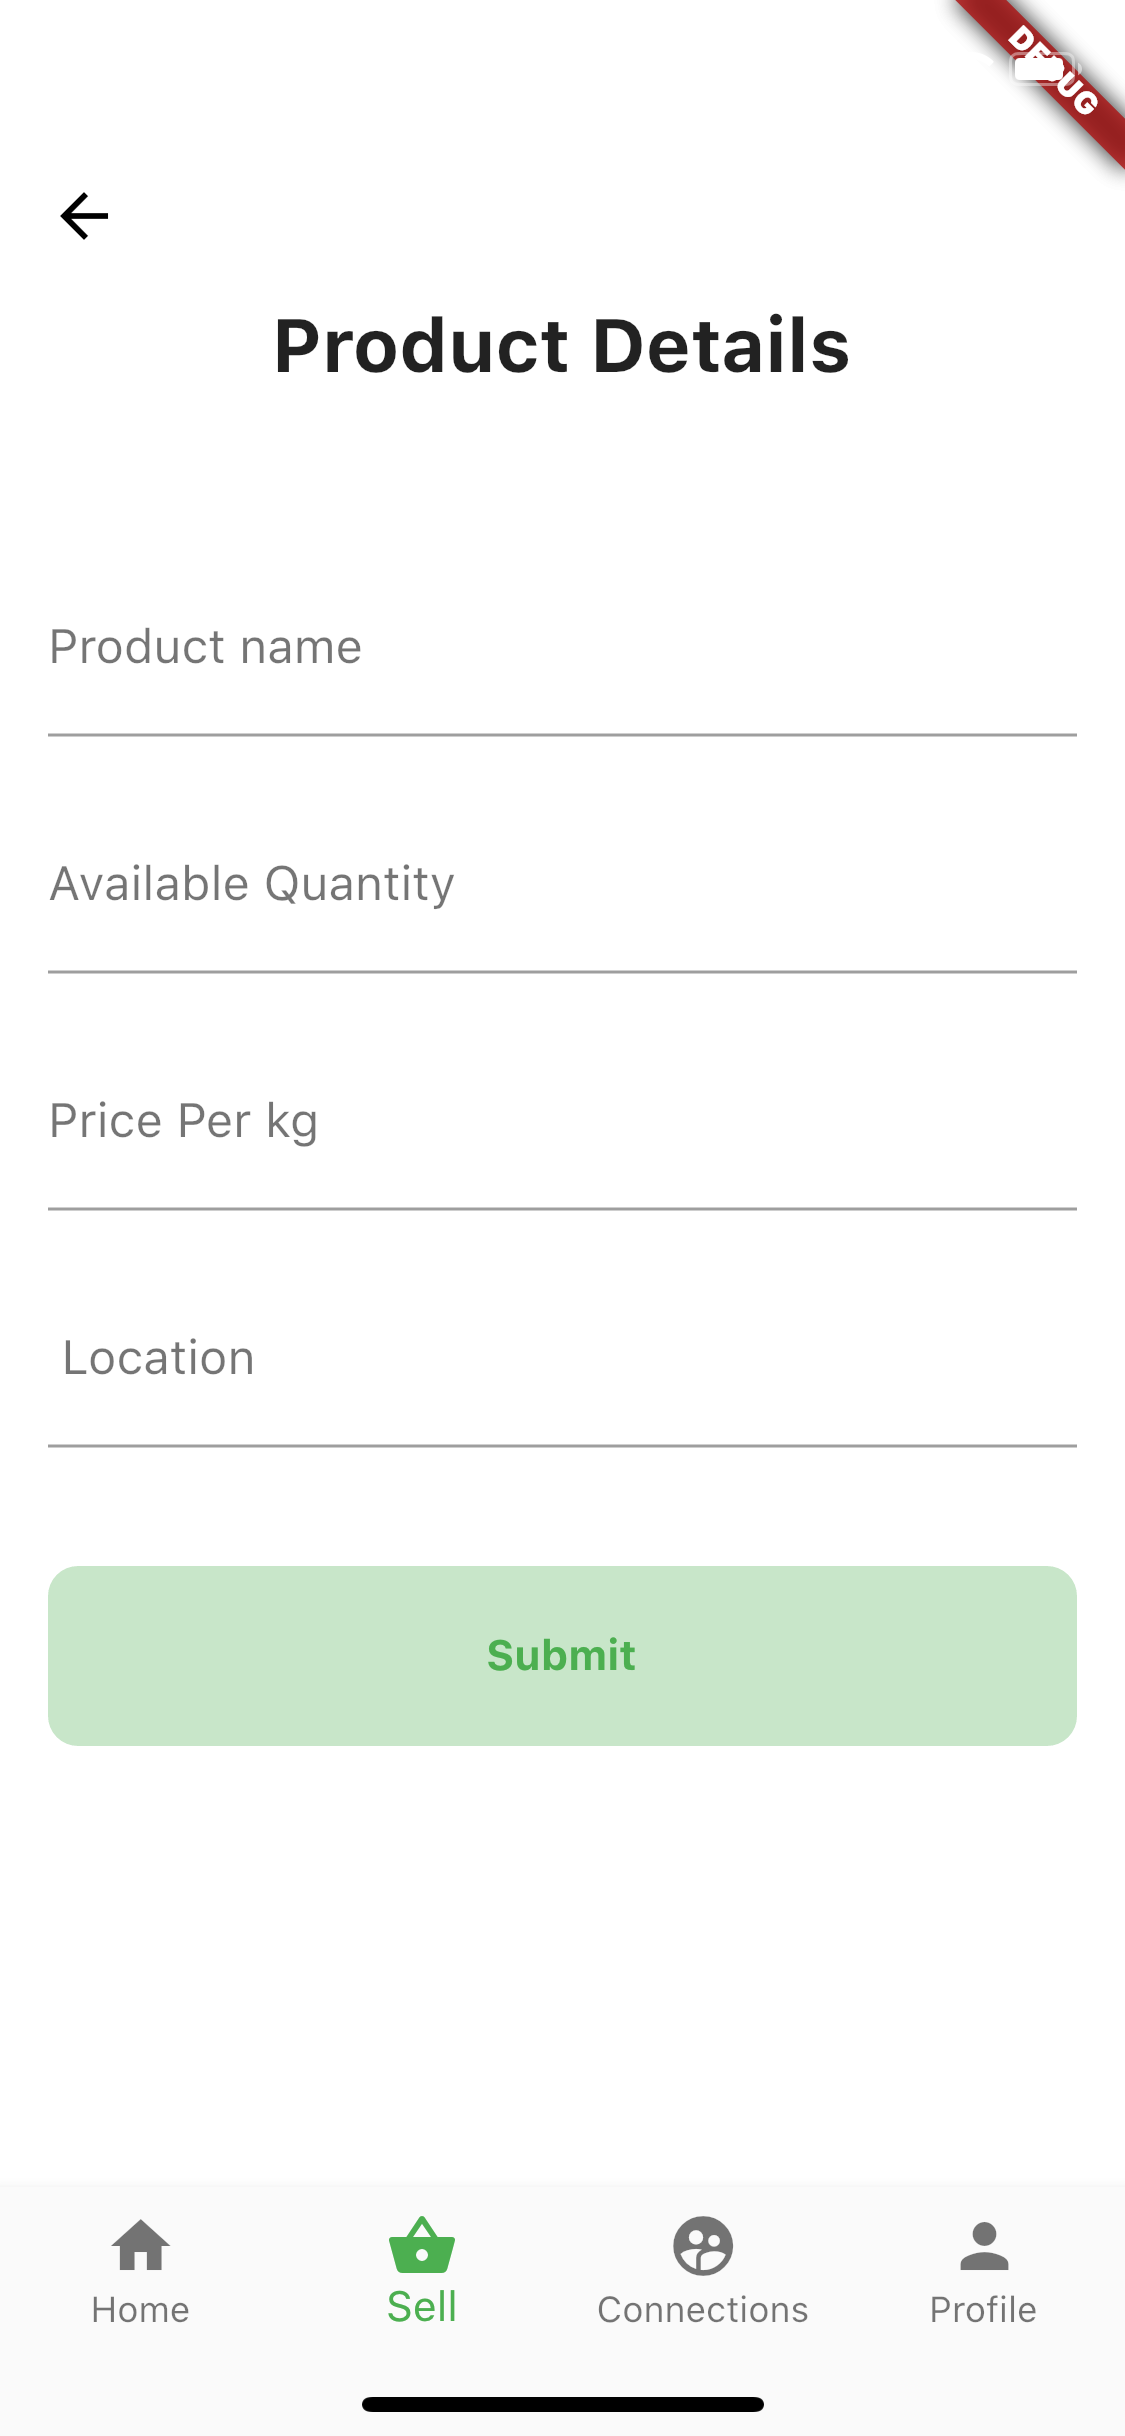 DEBUG
Product Details
Product name
Available Quantity
Price Per kg
Location
Submit
Home
Sell
Connections
Profile